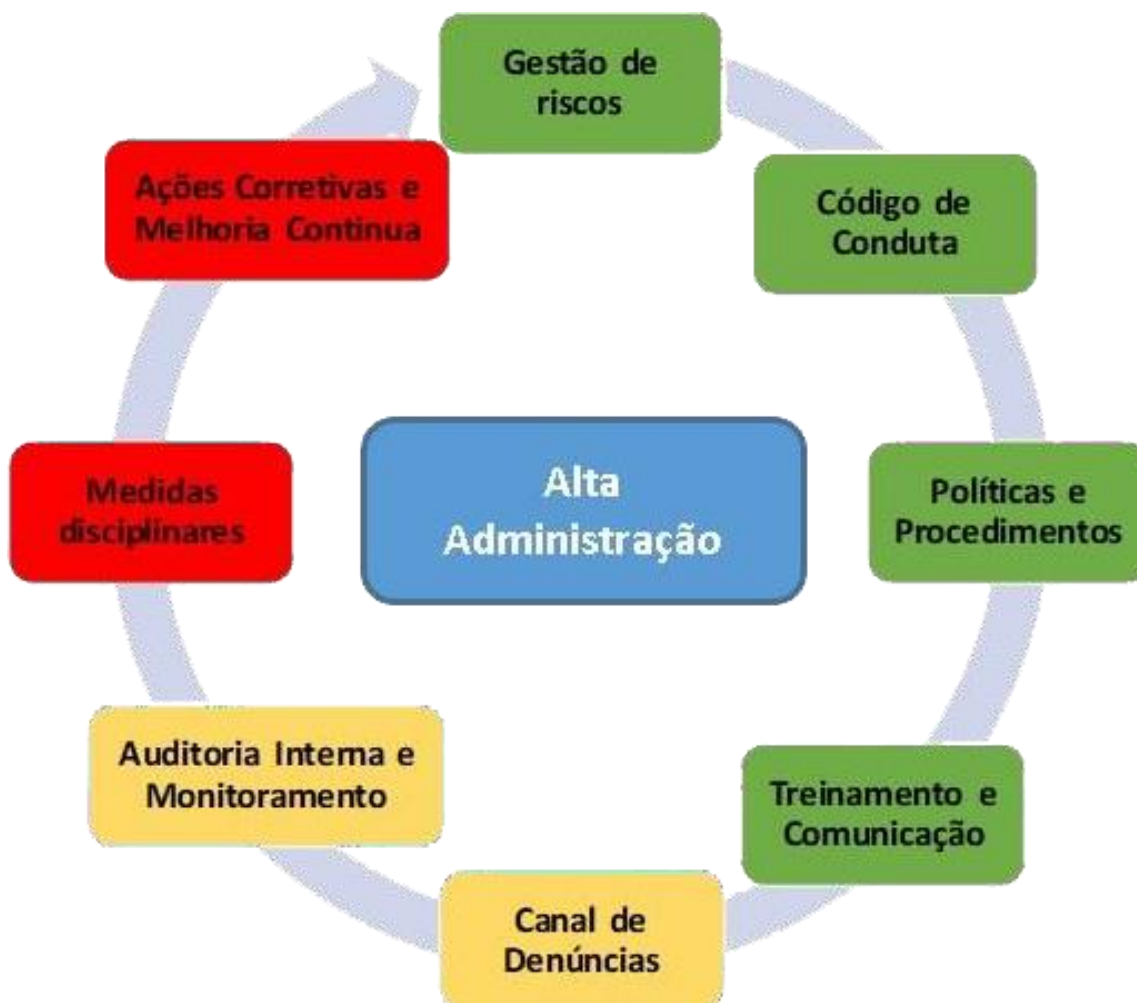 Gestão de
riscos
Código de
Conduta
Políticas e
Procedimentos
Treinamento e
Comunicação
Canal de
Denúncias
Auditoria Interna e
Monitoramento
Medidas
disciplinares
Ações Corretivas e
Melhoria Continua
Alta
Administração